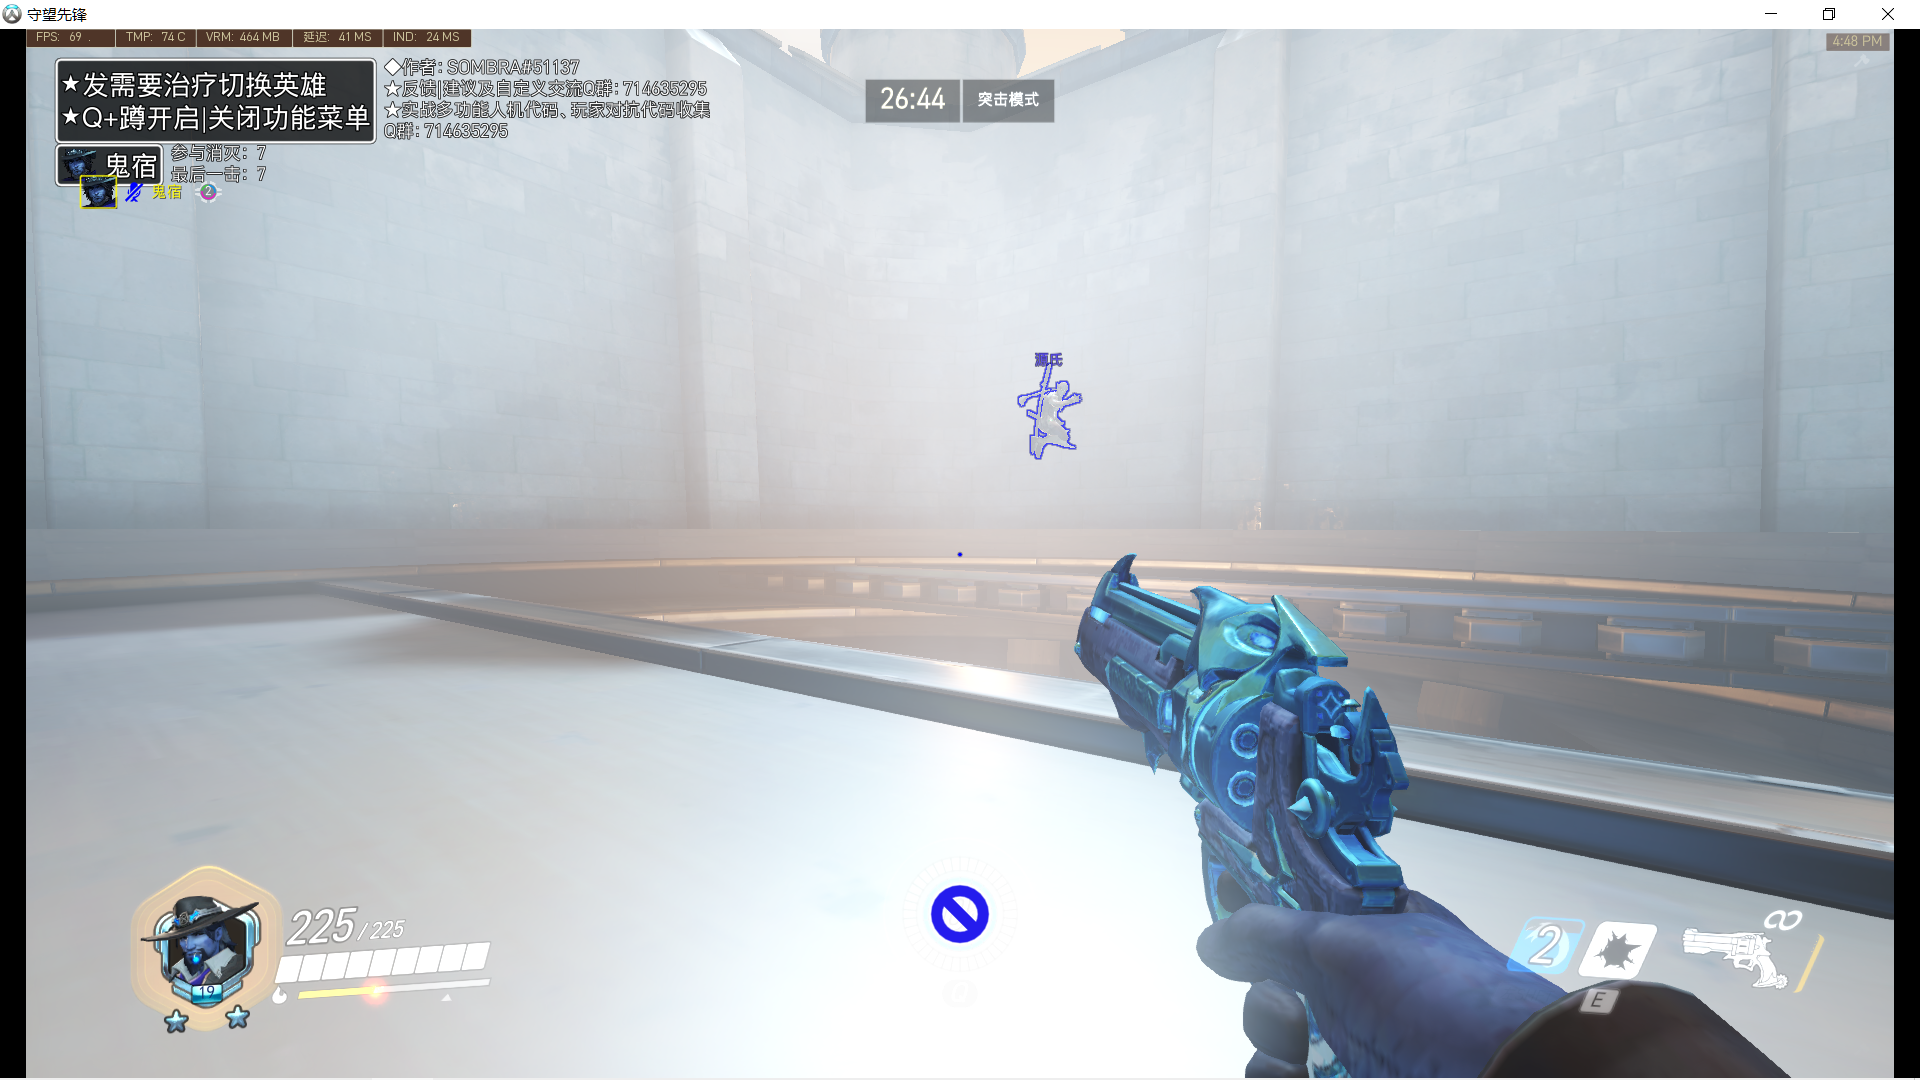 守望先锋
FPS: 69 . TMP: 74 C VRM: 464 MB 延迟: 41 MS IND: 24 MS
4:48 PM
★发需要治疗切换英雄
★Q+蹲开启|关闭功能菜单
◇作者: SOMBRA#51137
★反馈|建议及自定义交流Q群: 714635295
★实战多功能人机代码、玩家对抗代码收集
Q群: 714635295
26:44 突击模式
鬼宿
参与消灭: 7
最后一击: 7
鬼宿 2
源氏
225/225
19
2
∞
E